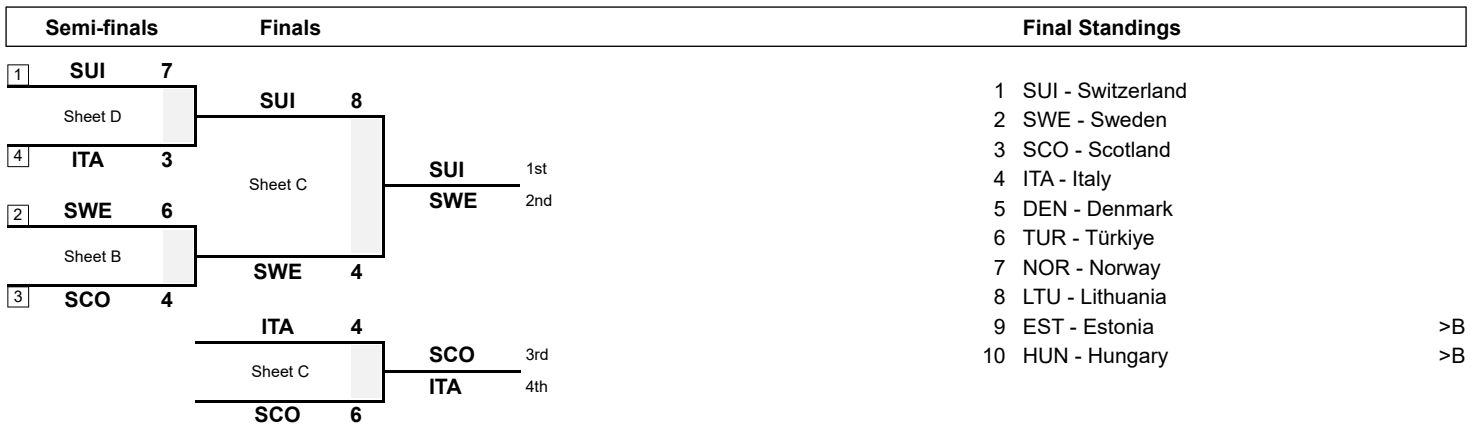 Semi-finals Finals Final Standings
1 SUI 7
Sheet D
4 ITA 3
2 SWE 6
Sheet B
3 SCO 4
SUI 8
Sheet C
SWE 4
ITA 4
Sheet C
SCO 6
SUI 1st
SWE 2nd
SCO 3rd
ITA 4th
1 SUI - Switzerland
2 SWE - Sweden
3 SCO - Scotland
4 ITA - Italy
5 DEN - Denmark
6 TUR - Türkiye
7 NOR - Norway
8 LTU - Lithuania
9 EST - Estonia >B
10 HUN - Hungary >B